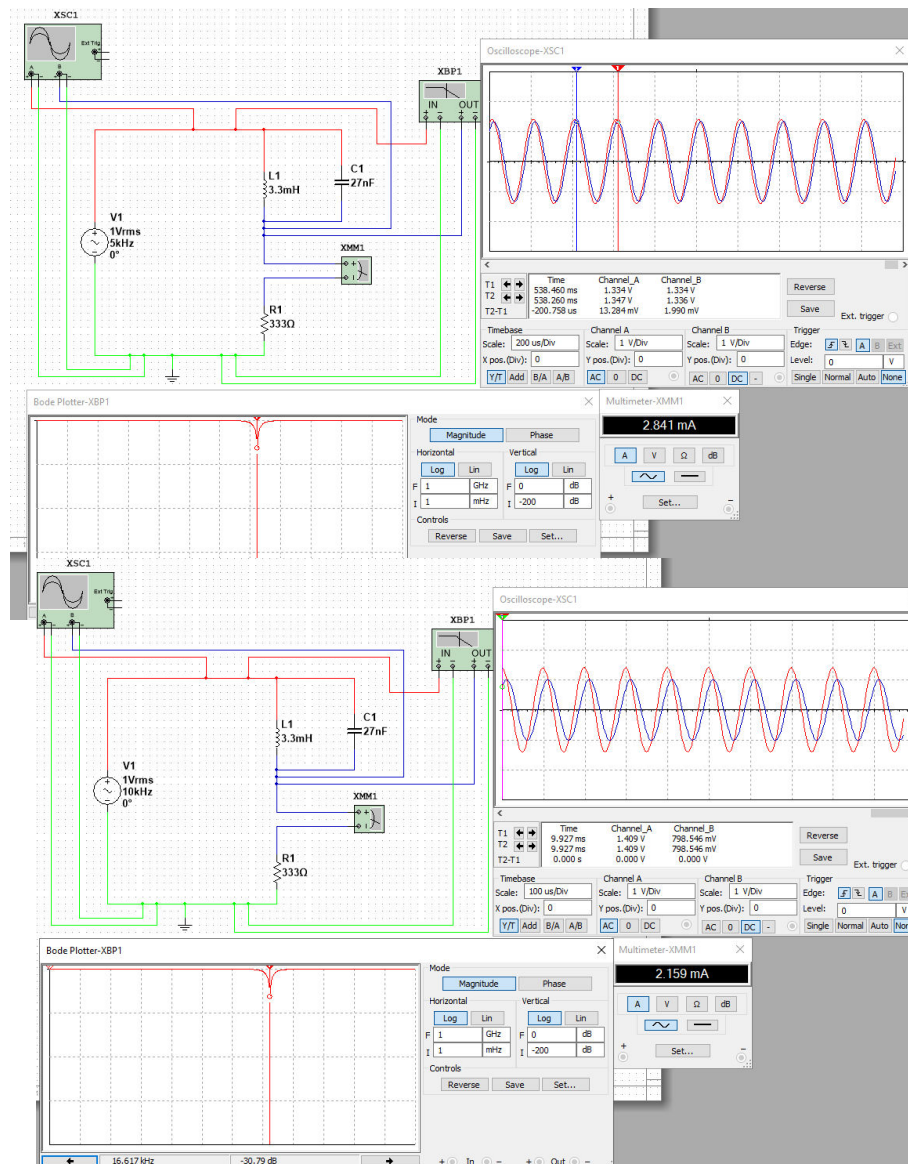 XSC1
Ext Trig
A B
XBP1
IN OUT
L1
3.3mH
C1
27nF
V1
1Vrms
5kHz
0°
XMM1
R1
333Ω
Oscilloscope-XSC1
T1
T2
T2-T1
Time Channel_A Channel_B
538.460 ms 1.334 V 1.334 V
538.260 ms 1.347 V 1.336 V
-200.758 us 13.284 mV 1.990 mV
Reverse
Save
Ext. trigger
Timebase
Scale: 200 us/Div
X pos.(Div): 0
Y/T Add B/A A/B
Channel A
Scale: 1 V/Div
Y pos.(Div): 0
AC 0 DC
Channel B
Scale: 1 V/Div
Y pos.(Div): 0
AC 0 DC -
Trigger
Edge: A B Ext
Level: 0 V
Single Normal Auto None
Bode Plotter-XBP1
Mode
Magnitude Phase
Horizontal Vertical
Log Lin Log Lin
F 1 GHz F 0 dB
I 1 mHz I -200 dB
Controls
Reverse Save Set...
Multimeter-XMM1
2.841 mA
A V Ω dB
+ -
Set...
XSC1
Ext Trig
A B
XBP1
IN OUT
L1
3.3mH
C1
27nF
V1
1Vrms
10kHz
0°
XMM1
R1
333Ω
Oscilloscope-XSC1
T1
T2
T2-T1
Time Channel_A Channel_B
9.927 ms 1.409 V 798.546 mV
9.927 ms 1.409 V 798.546 mV
0.000 s 0.000 V 0.000 V
Reverse
Save
Ext. trigger
Timebase
Scale: 100 us/Div
X pos.(Div): 0
Y/T Add B/A A/B
Channel A
Scale: 1 V/Div
Y pos.(Div): 0
AC 0 DC
Channel B
Scale: 1 V/Div
Y pos.(Div): 0
AC 0 DC -
Trigger
Edge: A B Ext
Level: 0 V
Single Normal Auto Non
Bode Plotter-XBP1
Mode
Magnitude Phase
Horizontal Vertical
Log Lin Log Lin
F 1 GHz F 0 dB
I 1 mHz I -200 dB
Controls
Reverse Save Set...
16.617 kHz -30.79 dB
+ In - + Out -
Multimeter-XMM1
2.159 mA
A V Ω dB
+ -
Set...